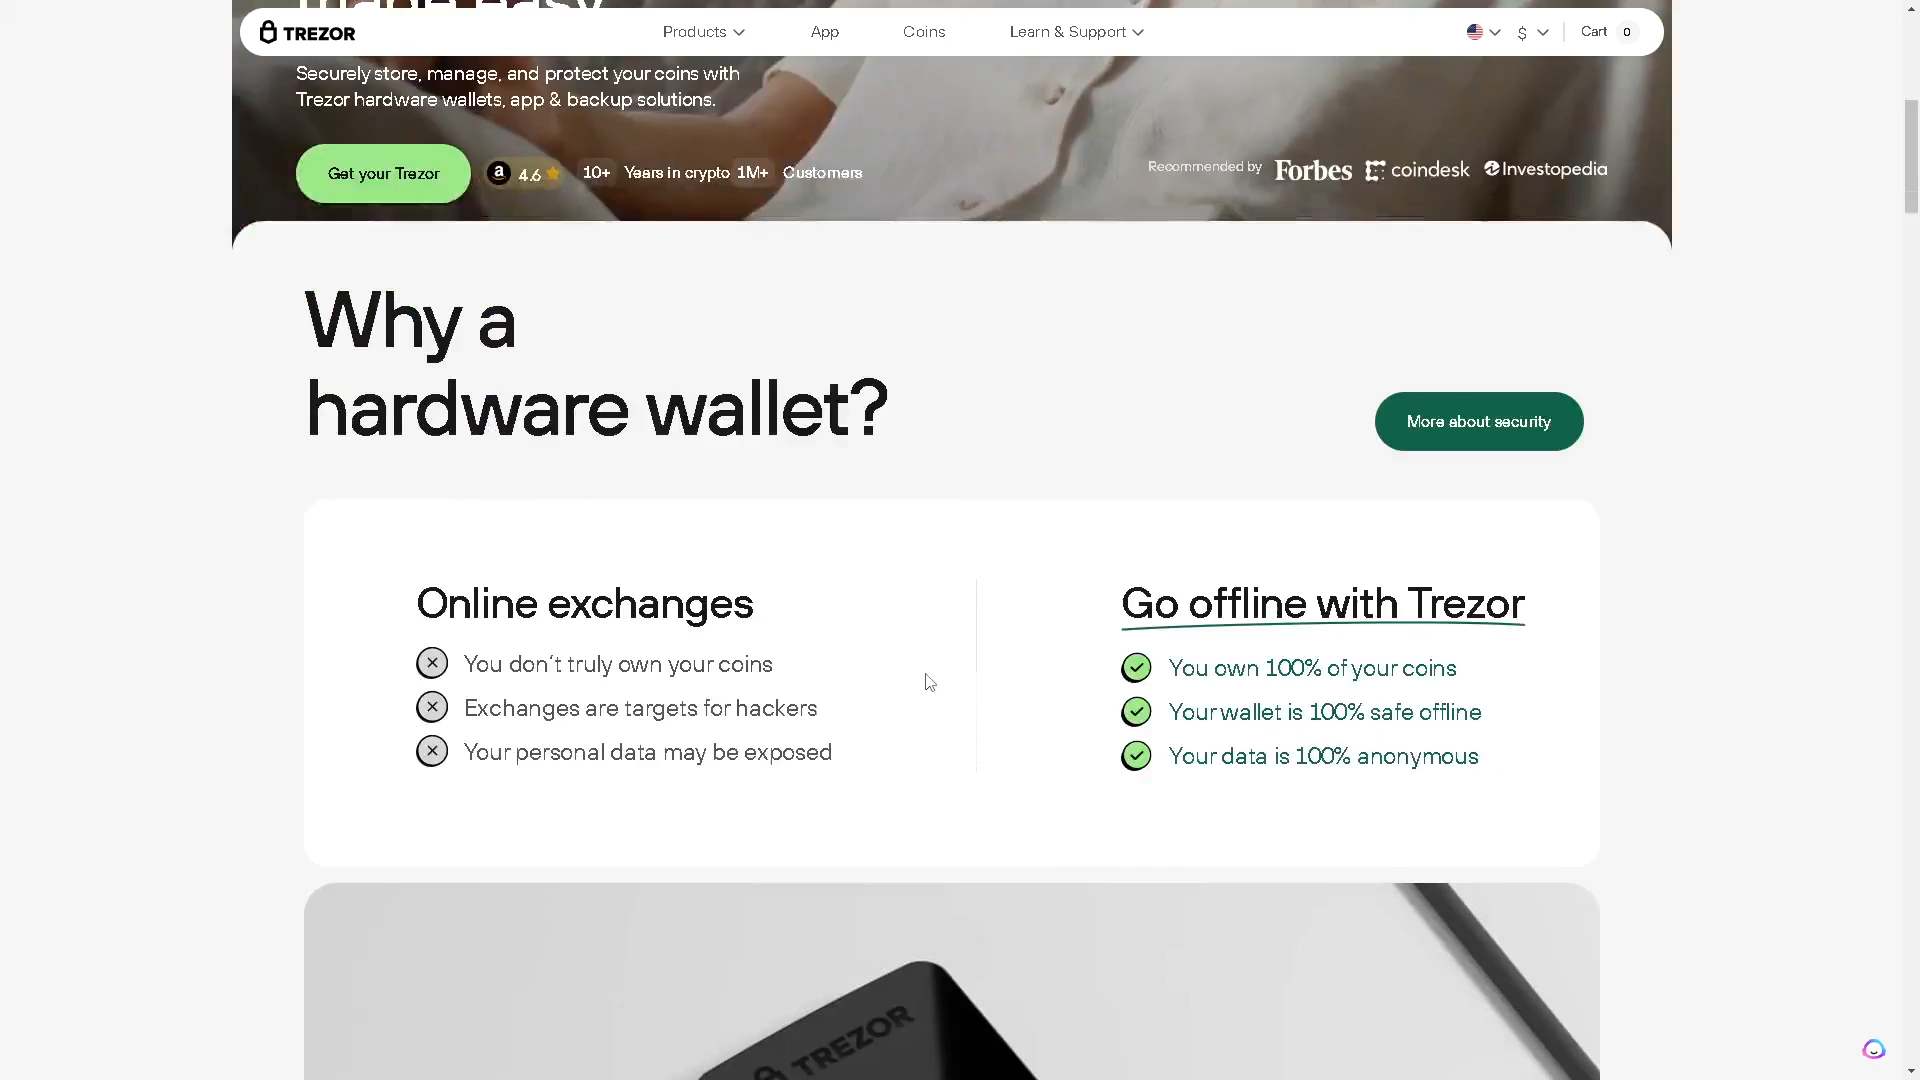 TREZOR
Products
App
Coins
Learn & Support
$
Cart 0
made easy
Securely store, manage, and protect your coins with
Trezor hardware wallets, app & backup solutions.
Get your Trezor
a 4.6
10+ Years in crypto
1M+ Customers
Recommended by
Forbes
coindesk
Investopedia
Why a
hardware wallet?
More about security
Online exchanges
You don't truly own your coins
Exchanges are targets for hackers
Your personal data may be exposed
Go offline with Trezor
You own 100% of your coins
Your wallet is 100% safe offline
Your data is 100% anonymous
TREZOR